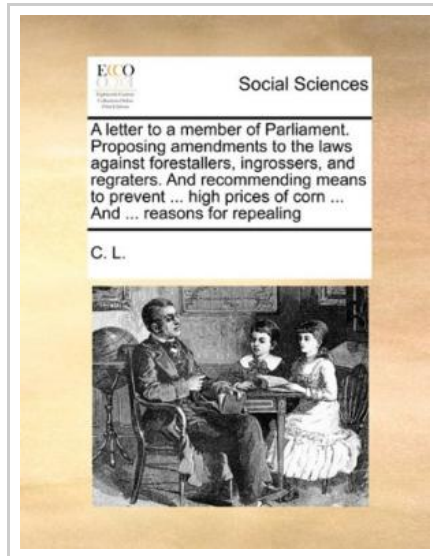 ECCO
Social Sciences
A letter to a member of Parliament.
Proposing amendments to the laws
against forestallers, ingrossers, and
regraters. And recommending means
to prevent ... high prices of corn ...
And ... reasons for repealing
C. L.